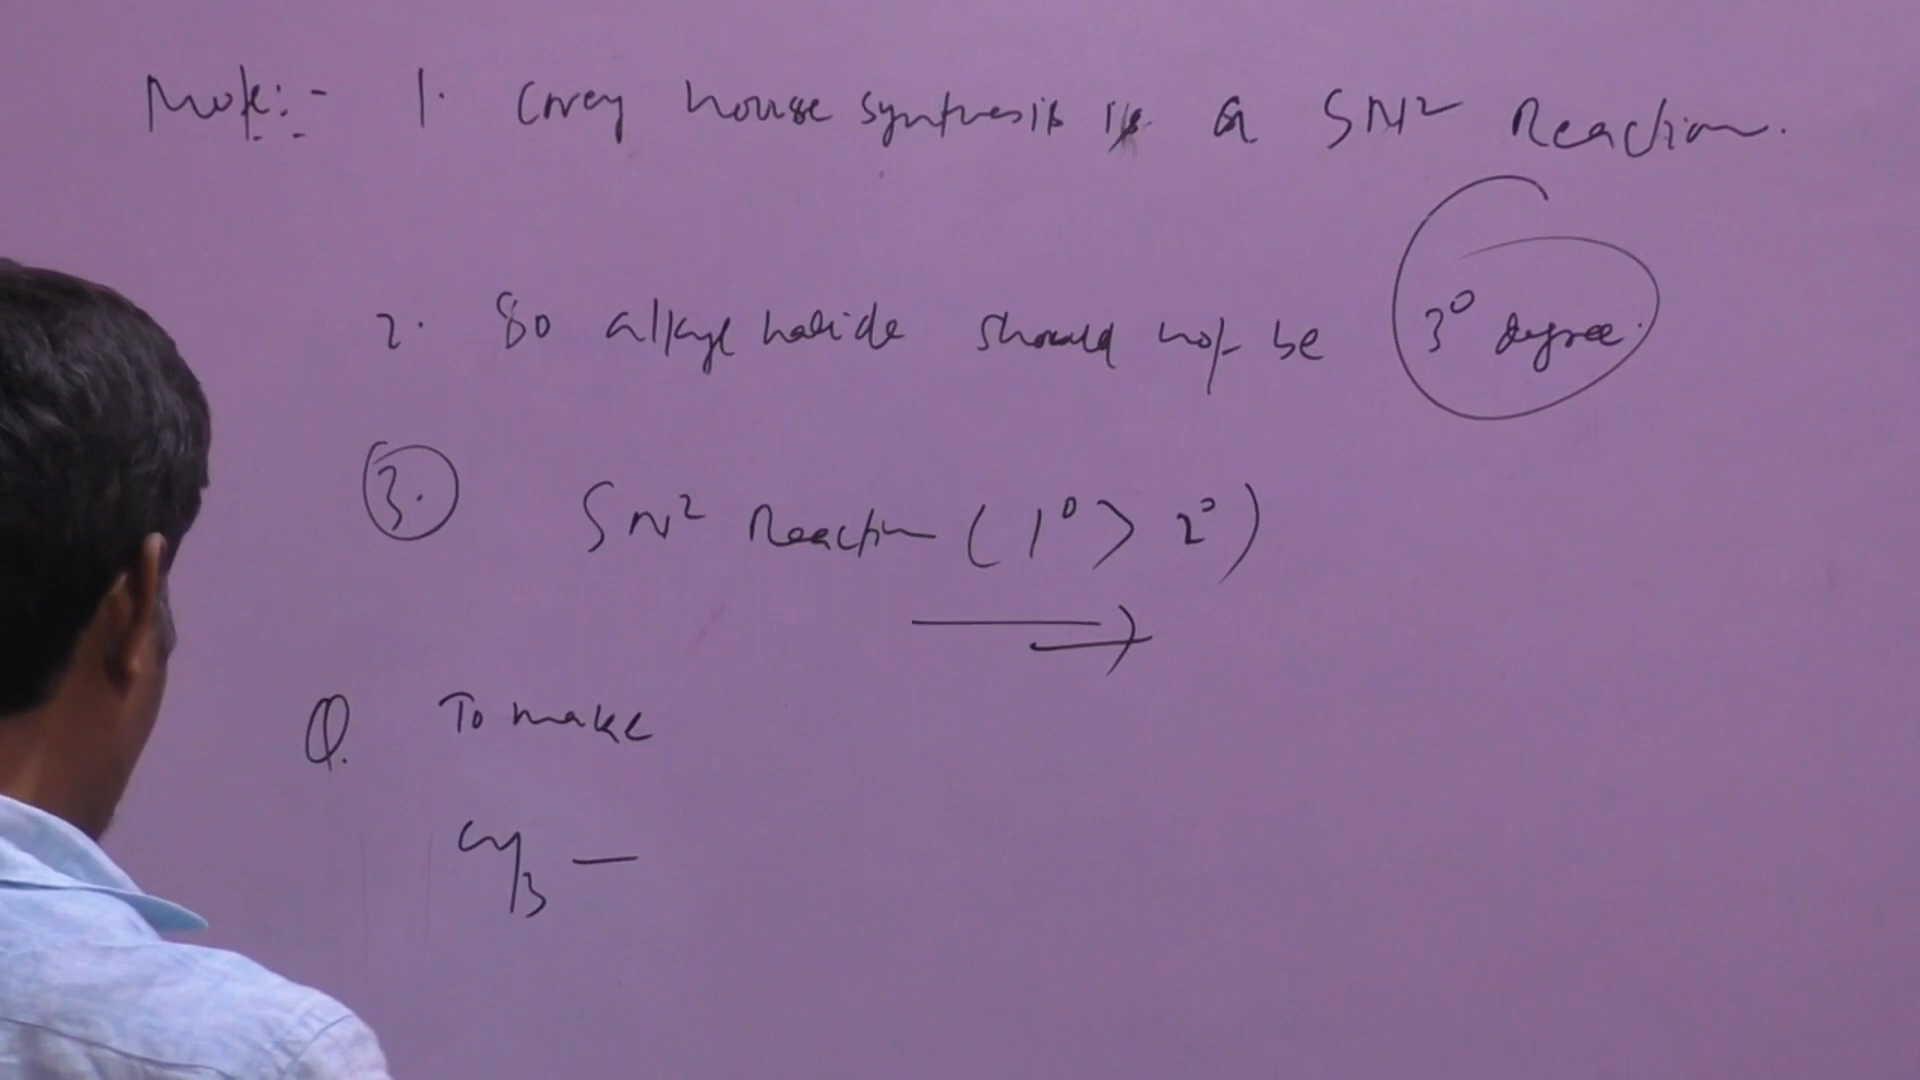 Note:- 1. Corey house synthesis is a SN² Reaction.
2. So alkyl halide should not be 3° degree.
3. SN² Reaction (1° > 2°)
Q. To make
CH₃ —